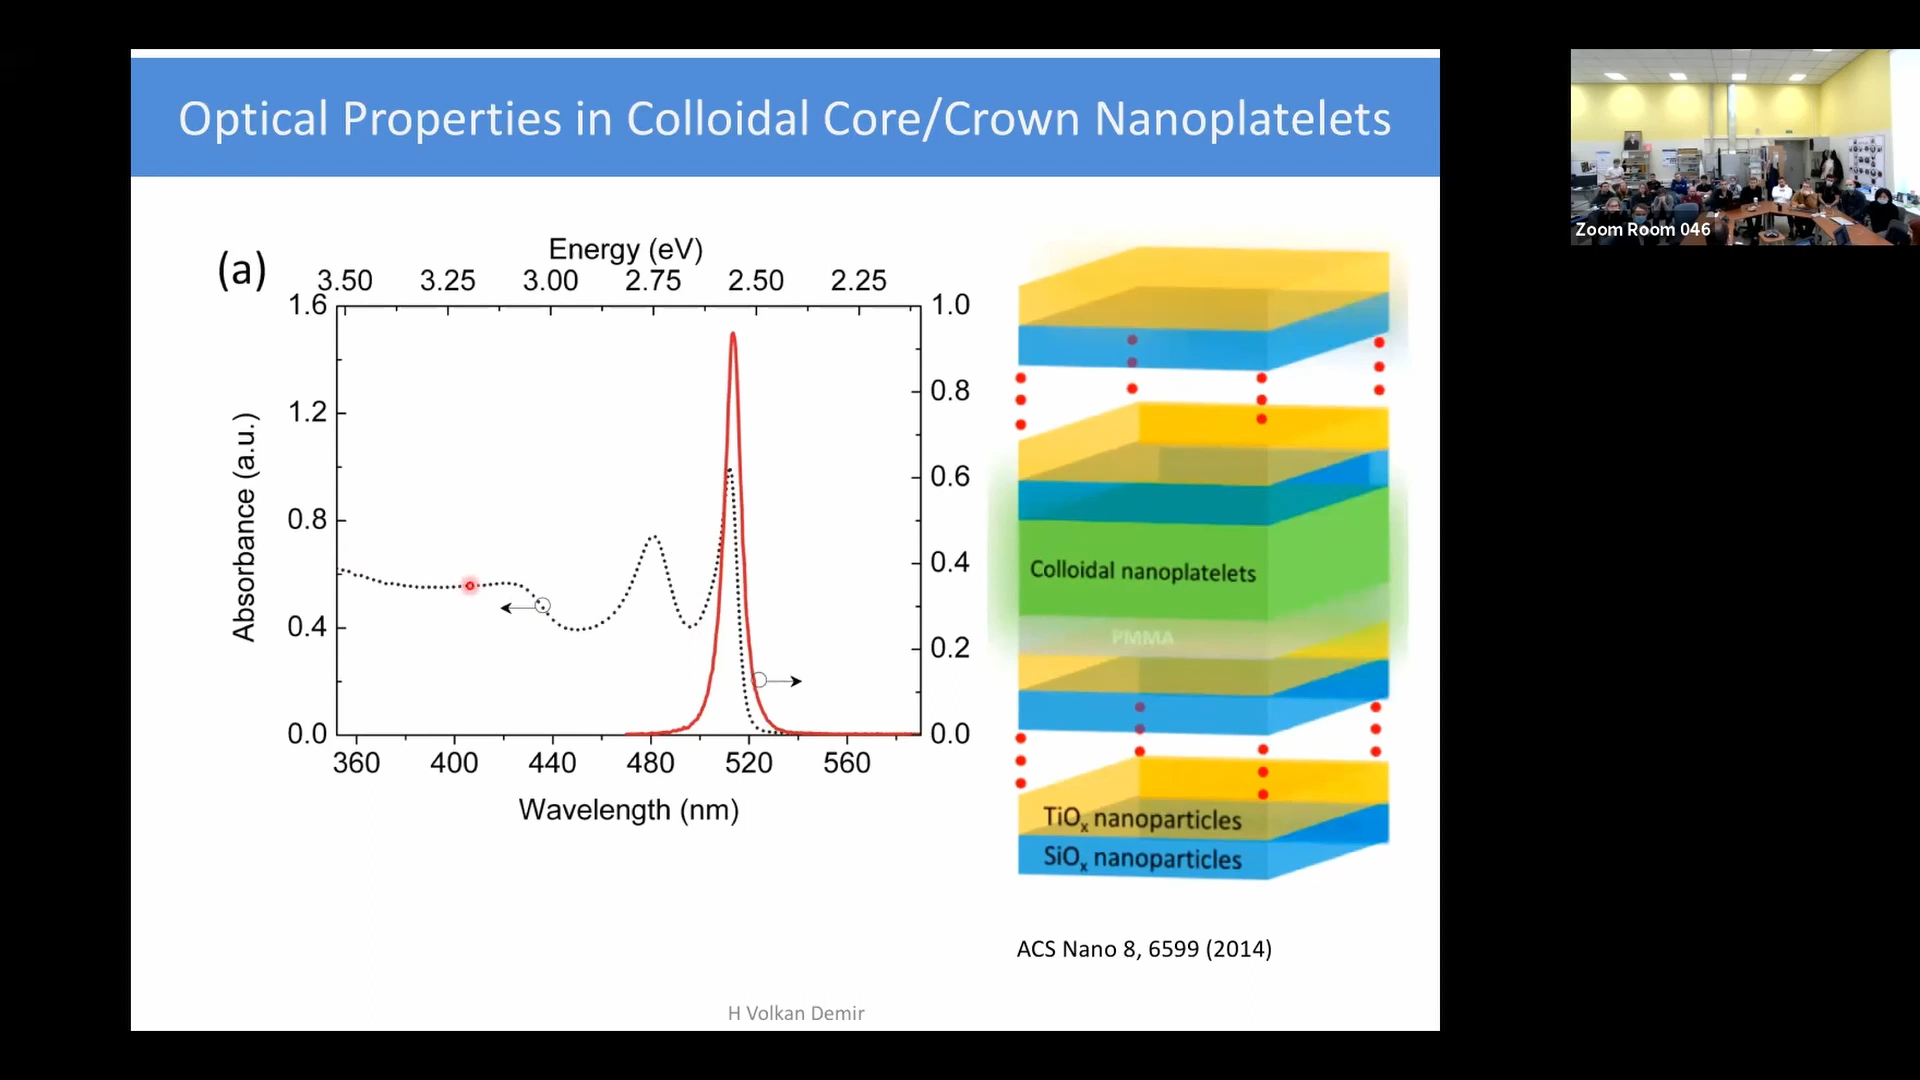 Optical Properties in Colloidal Core/Crown Nanoplatelets
Zoom Room 046
(a)
Energy (eV)
3.50 3.25 3.00 2.75 2.50 2.25
1.6
1.2
0.8
0.4
0.0
Absorbance (a.u.)
1.0
0.8
0.6
0.4
0.2
0.0
360 400 440 480 520 560
Wavelength (nm)
Colloidal nanoplatelets
PMMA
TiOx nanoparticles
SiOx nanoparticles
ACS Nano 8, 6599 (2014)
H Volkan Demir